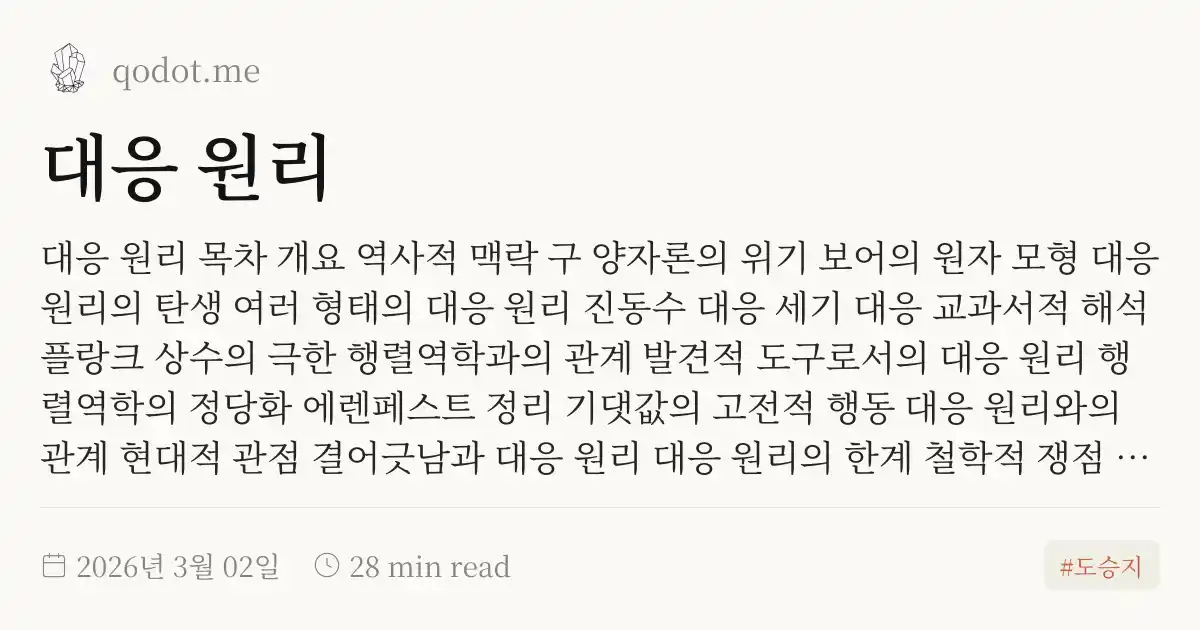 qodot.me
대응 원리
대응 원리 목차 개요 역사적 맥락 구 양자론의 위기 보어의 원자 모형 대응
원리의 탄생 여러 형태의 대응 원리 진동수 대응 세기 대응 교과서적 해석
플랑크 상수의 극한 행렬역학과의 관계 발견적 도구로서의 대응 원리 행
렬역학의 정당화 에렌페스트 정리 기댓값의 고전적 행동 대응 원리와의
관계 현대적 관점 결어긋남과 대응 원리 대응 원리의 한계 철학적 쟁점 …
2026년 3월 02일
28 min read
#도승지